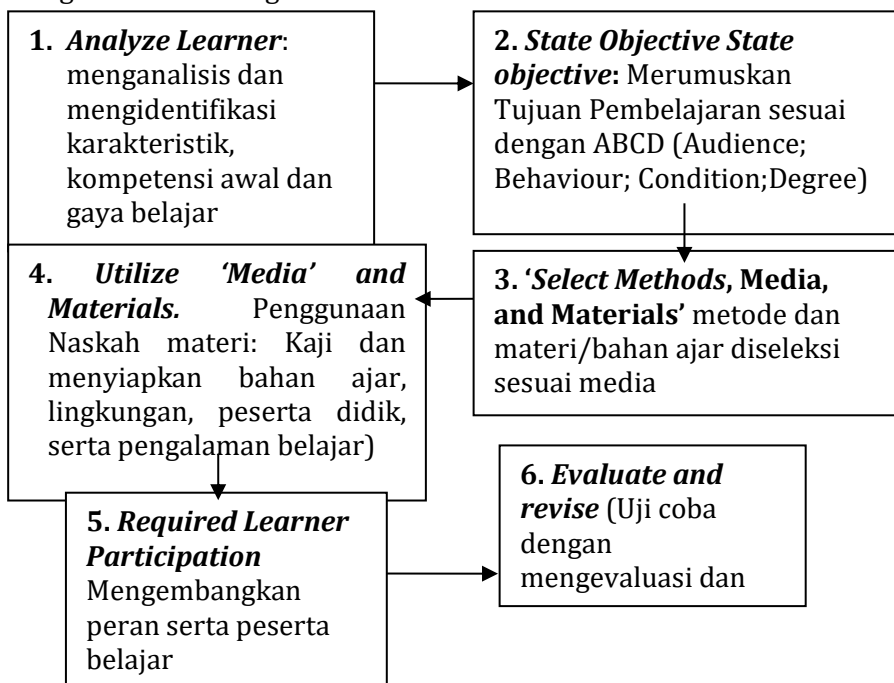 1. Analyze Learner:
menganalisis dan
mengidentifikasi
karakteristik,
kompetensi awal dan
gaya belajar
2. State Objective State
objective: Merumuskan
Tujuan Pembelajaran sesuai
dengan ABCD (Audience;
Behaviour; Condition;Degree)
3. ‘Select Methods, Media,
and Materials’ metode dan
materi/bahan ajar diseleksi
sesuai media
4. Utilize ‘Media’ and
Materials. Penggunaan
Naskah materi: Kaji dan
menyiapkan bahan ajar,
lingkungan, peserta didik,
serta pengalaman belajar)
5. Required Learner
Participation
Mengembangkan
peran serta peserta
belajar
6. Evaluate and
revise (Uji coba
dengan
mengevaluasi dan